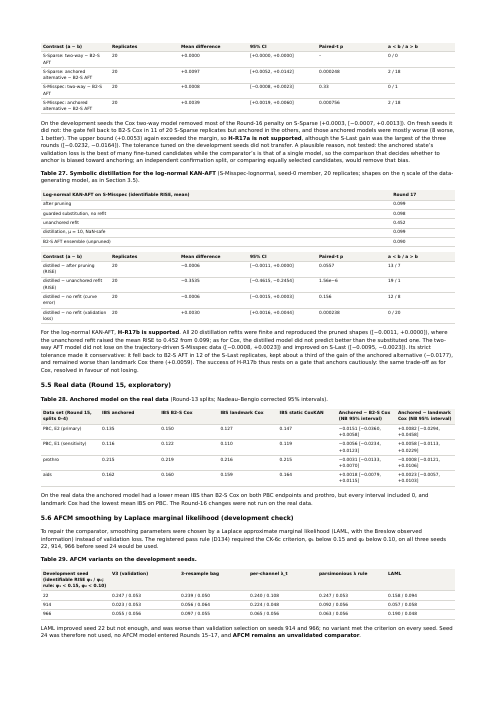 Contrast (a − b) Replicates Mean difference 95% CI Paired-t p a < b / a > b
S-Sparse: two-way − B2-S AFT 20 +0.0000 [+0.0000, +0.0000] – 0 / 0
S-Sparse: anchored alternative − B2-S AFT 20 +0.0097 [+0.0052, +0.0142] 0.000248 2 / 18
S-Misspec: two-way − B2-S AFT 20 +0.0008 [−0.0008, +0.0023] 0.33 0 / 1
S-Misspec: anchored alternative − B2-S AFT 20 +0.0039 [+0.0019, +0.0060] 0.000756 2 / 18
On the development seeds the Cox two-way model removed most of the Round-16 penalty on S-Sparse (+0.0003, [−0.0007, +0.0013]). On fresh seeds it
did not: the gate fell back to B2-S Cox in 11 of 20 S-Sparse replicates but anchored in the others, and those anchored models were mostly worse (8 worse,
1 better). The upper bound (+0.0053) again exceeded the margin, so H-R17a is not supported, although the S-Last gain was the largest of the three
rounds ([−0.0232, −0.0164]). The tolerance tuned on the development seeds did not transfer. A plausible reason, not tested: the anchored state's
validation loss is the best of many fine-tuned candidates while the comparator's is that of a single model, so the comparison that decides whether to
anchor is biased toward anchoring; an independent confirmation split, or comparing equally selected candidates, would remove that bias.
Table 27. Symbolic distillation for the log-normal KAN-AFT (S-Misspec-lognormal, seed-0 member, 20 replicates; shapes on the η scale of the data-
generating model, as in Section 3.5).
Log-normal KAN-AFT on S-Misspec (identifiable RISE, mean) Round 17
after pruning 0.099
guarded substitution, no refit 0.098
unanchored refit 0.452
distillation, μ = 10, NaN-safe 0.099
B2-S AFT ensemble (unpruned) 0.090
Contrast (a − b) Replicates Mean difference 95% CI Paired-t p a < b / a > b
distilled − after pruning (RISE) 20 −0.0006 [−0.0011, +0.0000] 0.0557 13 / 7
distilled − unanchored refit (RISE) 20 −0.3535 [−0.4615, −0.2454] 1.56e−6 19 / 1
distilled − no refit (curve error) 20 −0.0006 [−0.0015, +0.0003] 0.156 12 / 8
distilled − no refit (validation loss) 20 +0.0030 [+0.0016, +0.0044] 0.000238 0 / 20
For the log-normal KAN-AFT, H-R17b is supported. All 20 distillation refits were finite and reproduced the pruned shapes ([−0.0011, +0.0000]), where
the unanchored refit raised the mean RISE to 0.452 from 0.099; as for Cox, the distilled model did not predict better than the substituted one. The two-
way AFT model did not lose on the trajectory-driven S-Misspec data ([−0.0008, +0.0023]) and improved on S-Last ([−0.0095, −0.0023]). Its strict
tolerance made it conservative: it fell back to B2-S AFT in 12 of the S-Last replicates, kept about a third of the gain of the anchored alternative (−0.0177),
and remained worse than landmark Cox there (+0.0090). The success of H-R17b thus rests on a gate that anchors cautiously: the same trade-off as for
Cox, resolved in favour of not losing.
5.5 Real data (Round 15, exploratory)
Table 28. Anchored model on the real data (Round-13 splits; Nadeau-Bengio corrected 95% intervals).
Data set (Round 15, splits 0–4) IBS anchored IBS B2-S Cox IBS landmark Cox IBS static CoxKAN Anchored − B2-S Cox (NB 95% interval) Anchored − landmark Cox (NB 95% interval)
PBC, E2 (primary) 0.135 0.150 0.127 0.147 −0.0151 [−0.0360, +0.0058] +0.0082 [−0.0294, +0.0458]
PBC, E1 (sensitivity) 0.116 0.122 0.110 0.119 −0.0056 [−0.0234, +0.0123] +0.0058 [−0.0113, +0.0229]
prothro 0.215 0.219 0.216 0.215 −0.0031 [−0.0133, +0.0070] −0.0008 [−0.0121, +0.0106]
aids 0.162 0.160 0.159 0.164 +0.0018 [−0.0079, +0.0115] +0.0023 [−0.0057, +0.0103]
On the real data the anchored model had a lower mean IBS than B2-S Cox on both PBC endpoints and prothro, but every interval included 0, and
landmark Cox had the lowest mean IBS on PBC. The Round-16 changes were not run on the real data.
5.6 AFCM smoothing by Laplace marginal likelihood (development check)
To repair the comparator, smoothing parameters were chosen by a Laplace approximate marginal likelihood (LAML, with the Breslow observed
information) instead of validation loss. The registered pass rule (D134) required the CK-6c criterion, φ₁ below 0.15 and φ₂ below 0.10, on all three seeds
22, 914, 966 before seed 24 would be used.
Table 29. AFCM variants on the development seeds.
Development seed (identifiable RISE φ₁ / φ₂; rule: φ₁ < 0.15, φ₂ < 0.10) V3 (validation) 3-resample bag per-channel λ_t parsimonious λ rule LAML
22 0.247 / 0.053 0.239 / 0.050 0.240 / 0.108 0.247 / 0.053 0.158 / 0.094
914 0.023 / 0.053 0.056 / 0.064 0.224 / 0.048 0.092 / 0.056 0.057 / 0.058
966 0.055 / 0.056 0.097 / 0.055 0.065 / 0.056 0.063 / 0.056 0.190 / 0.048
LAML improved seed 22 but not enough, and was worse than validation selection on seeds 914 and 966; no variant met the criterion on every seed. Seed
24 was therefore not used, no AFCM model entered Rounds 15–17, and AFCM remains an unvalidated comparator.